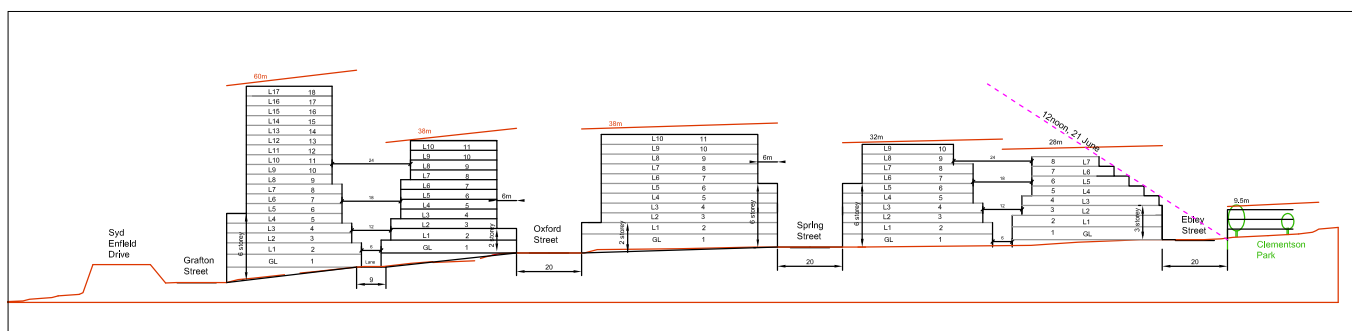 60m
L17 18
L16 17
L15 16
L14 15
L13 14
L12 13
L11 12
L10 11
L9 10
L8 9
L7 8
L6 7
L5 6
L4 5
L3 4
L2 3
L1 2
GL 1
6 storey
Syd
Enfield
Drive
Grafton
Street
24
18
12
6
Lane
9
38m
L10 11
L9 10
L8 9
L7 8
L6 7
L5 6
L4 5
L3 4
L2 3
L1 2
GL 1
6m
2 storey
Oxford
Street
20
38m
L10 11
L9 10
L8 9
L7 8
L6 7
L5 6
L4 5
L3 4
L2 3
L1 2
GL 1
2 storey
6m
6 storey
Spring
Street
20
32m
L9 10
L8 9
L7 8
L7 7
L6 6
L4 5
L3 4
L2 3
L1 2
GL 1
6 storey
24
18
12
6
28m
8 L7
7 L6
6 L5
5 L4
4 L3
3 L2
2 L1
1 GL
3 storey
12noon, 21 June
Ebley
Street
20
9.5m
Clementson
Park